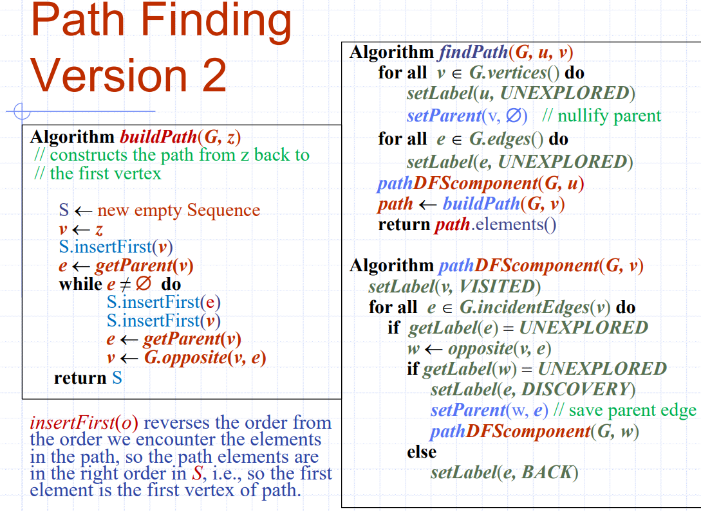 Path Finding
Version 2
Algorithm buildPath(G, z)
// constructs the path from z back to
// the first vertex
S ← new empty Sequence
v ← z
S.insertFirst(v)
e ← getParent(v)
while e ≠ ∅ do
S.insertFirst(e)
S.insertFirst(v)
e ← getParent(v)
v ← G.opposite(v, e)
return S
insertFirst(o) reverses the order from
the order we encounter the elements
in the path, so the path elements are
in the right order in S, i.e., so the first
element is the first vertex of path.
Algorithm findPath(G, u, v)
for all v ∈ G.vertices() do
setLabel(u, UNEXPLORED)
setParent(v, ∅) // nullify parent
for all e ∈ G.edges() do
setLabel(e, UNEXPLORED)
pathDFScomponent(G, u)
path ← buildPath(G, v)
return path.elements()
Algorithm pathDFScomponent(G, v)
setLabel(v, VISITED)
for all e ∈ G.incidentEdges(v) do
if getLabel(e) = UNEXPLORED
w ← opposite(v, e)
if getLabel(w) = UNEXPLORED
setLabel(e, DISCOVERY)
setParent(w, e) // save parent edge
pathDFScomponent(G, w)
else
setLabel(e, BACK)